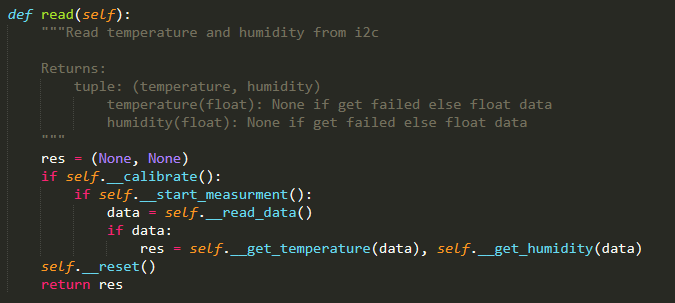 def read(self):
    """Read temperature and humidity from i2c

    Returns:
        tuple: (temperature, humidity)
            temperature(float): None if get failed else float data
            humidity(float): None if get failed else float data
    """
    res = (None, None)
    if self.__calibrate():
        if self.__start_measurment():
            data = self.__read_data()
            if data:
                res = self.__get_temperature(data), self.__get_humidity(data)
    self.__reset()
    return res